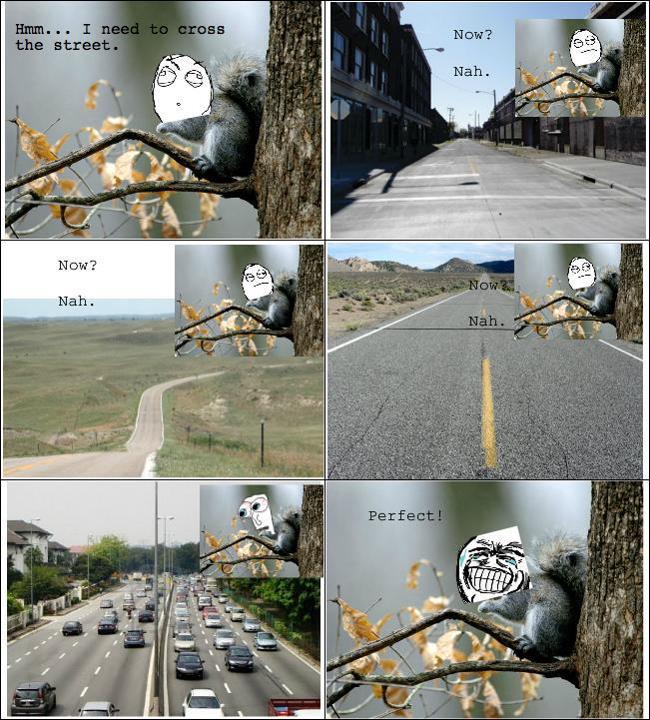 Hmm... I need to cross
the street.
Now?
Nah.
Now?
Nah.
Now?
Nah.
Perfect!